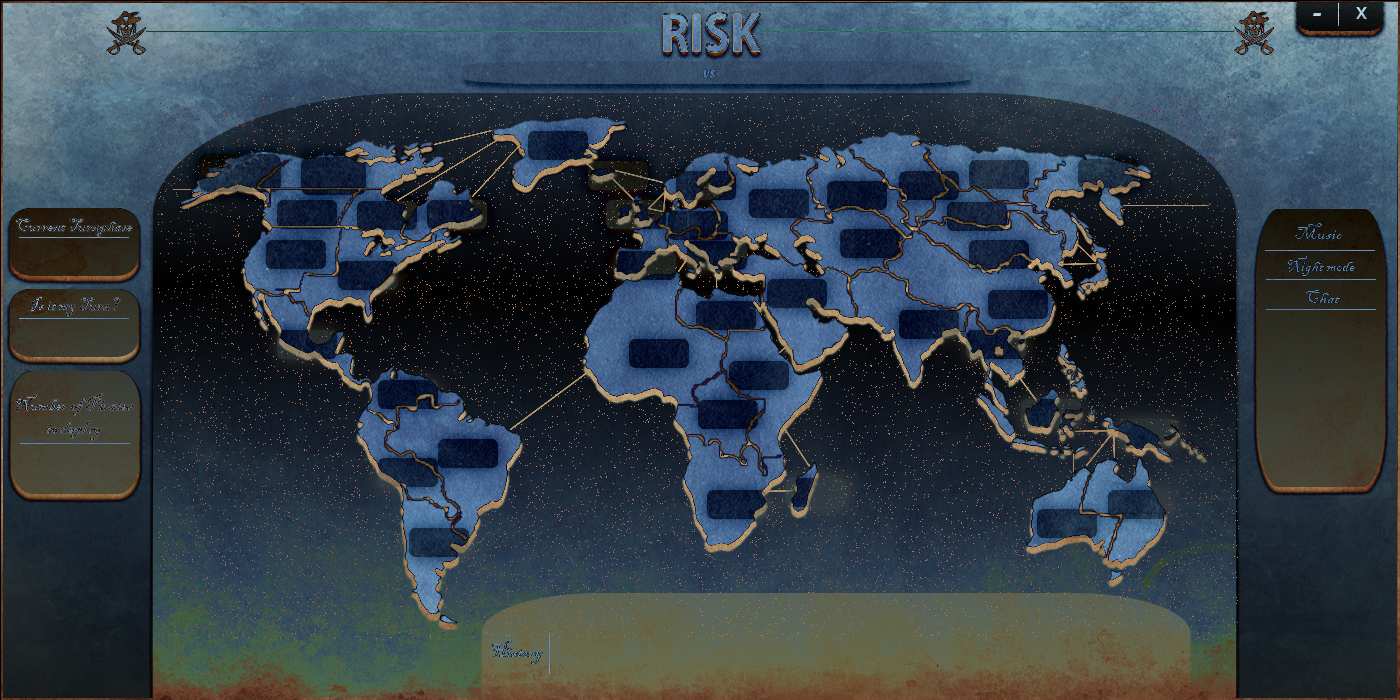 RISK
- X
VS
Current Turnphase
Is it my Turn?
Number of Troops
to deploy
Music
Night mode
Chat
History